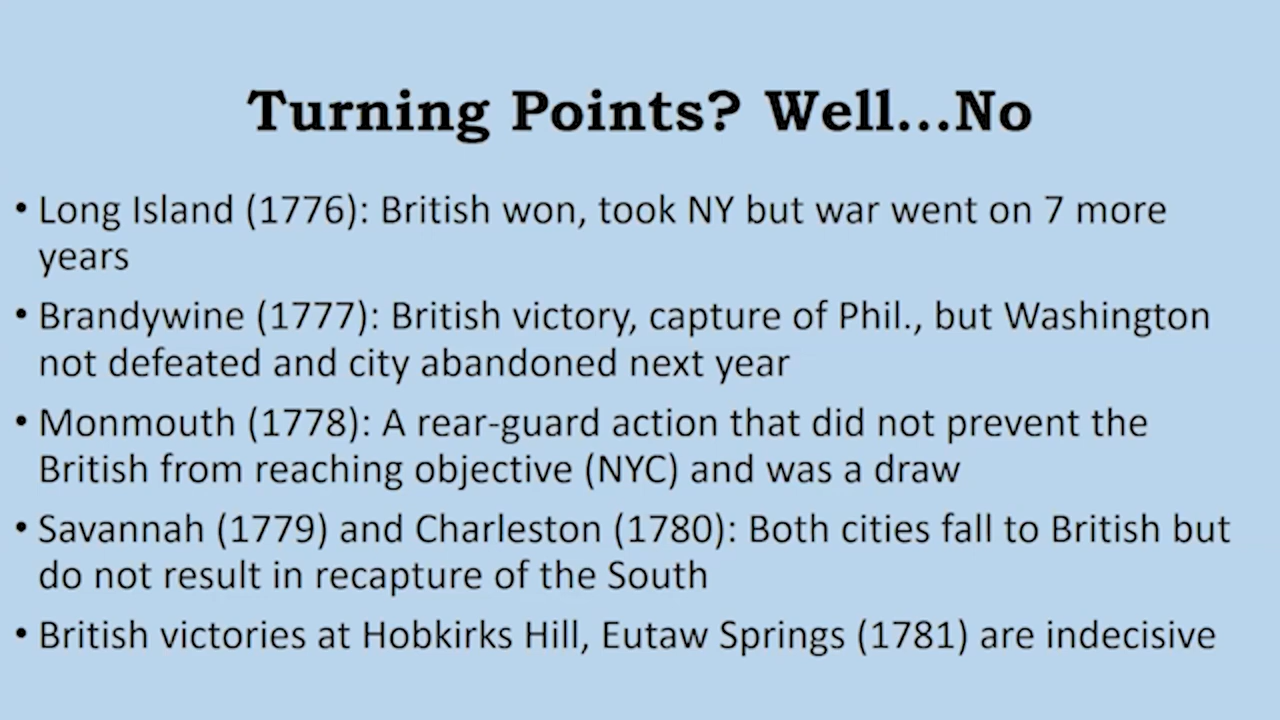 Turning Points? Well...No
• Long Island (1776): British won, took NY but war went on 7 more
years
• Brandywine (1777): British victory, capture of Phil., but Washington
not defeated and city abandoned next year
• Monmouth (1778): A rear-guard action that did not prevent the
British from reaching objective (NYC) and was a draw
• Savannah (1779) and Charleston (1780): Both cities fall to British but
do not result in recapture of the South
• British victories at Hobkirks Hill, Eutaw Springs (1781) are indecisive